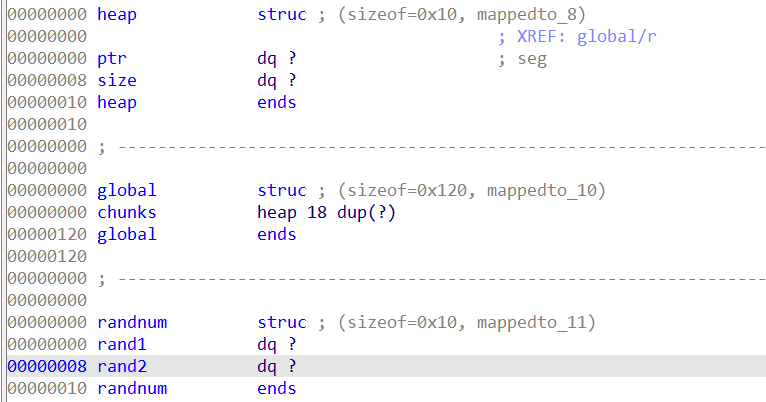 00000000 heap            struc ; (sizeof=0x10, mappedto_8)
00000000                                         ; XREF: global/r
00000000 ptr             dq ?                    ; seg
00000008 size            dq ?
00000010 heap            ends
00000010
00000000 ; -----------------------------------------------------------------
00000000
00000000 global          struc ; (sizeof=0x120, mappedto_10)
00000000 chunks          heap 18 dup(?)
00000120 global          ends
00000120
00000000 ; -----------------------------------------------------------------
00000000
00000000 randnum         struc ; (sizeof=0x10, mappedto_11)
00000000 rand1           dq ?
00000008 rand2           dq ?
00000010 randnum         ends